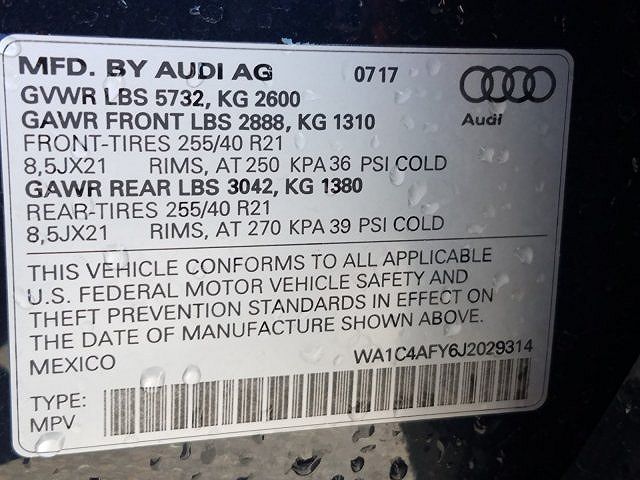 MFD. BY AUDI AG 0717
GVWR LBS 5732, KG 2600
Audi
GAWR FRONT LBS 2888, KG 1310
FRONT-TIRES 255/40 R21
8,5JX21 RIMS, AT 250 KPA 36 PSI COLD
GAWR REAR LBS 3042, KG 1380
REAR-TIRES 255/40 R21
8,5JX21 RIMS, AT 270 KPA 39 PSI COLD
THIS VEHICLE CONFORMS TO ALL APPLICABLE
U.S. FEDERAL MOTOR VEHICLE SAFETY AND
THEFT PREVENTION STANDARDS IN EFFECT ON
THE DATE OF MANUFACTURE SHOWN ABOVE.
MEXICO WA1C4AFY6J2029314
TYPE:
MPV